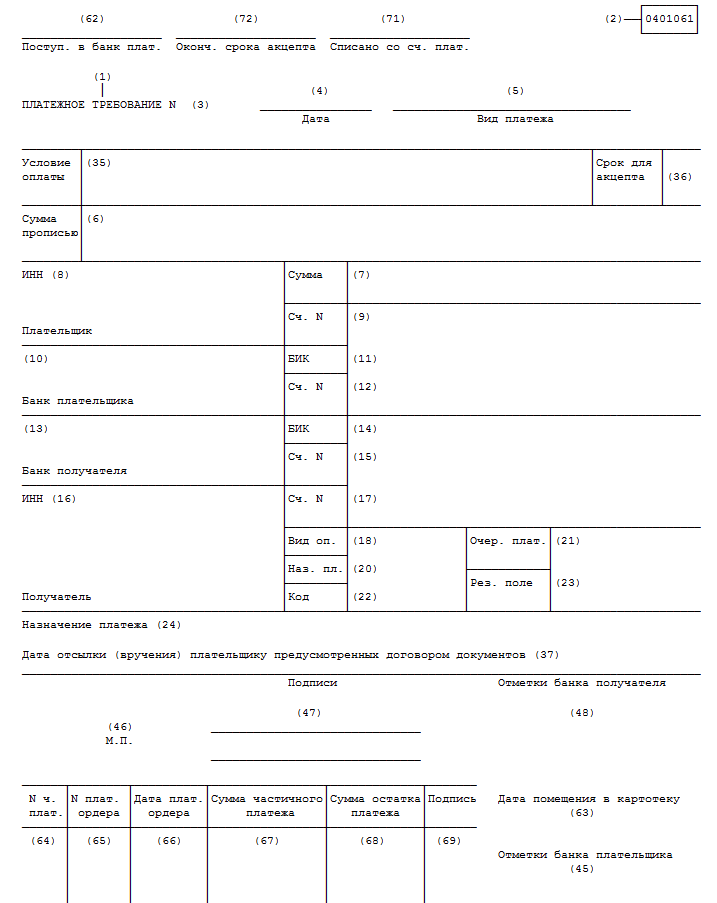 (62) (72) (71) (2) 0401061
Поступ. в банк плат. Оконч. срока акцепта Списано со сч. плат.
(1)
(4) (5)
ПЛАТЕЖНОЕ ТРЕБОВАНИЕ N (3)
Дата Вид платежа
Условие (35) Срок для
оплаты акцепта (36)
Сумма (6)
прописью
ИНН (8) Сумма (7)
Сч. N (9)
Плательщик
(10) БИК (11)
Сч. N (12)
Банк плательщика
(13) БИК (14)
Сч. N (15)
Банк получателя
ИНН (16) Сч. N (17)
Вид оп. (18) Очер. плат. (21)
Наз. пл. (20)
Рез. поле (23)
Получатель Код (22)
Назначение платежа (24)
Дата отсылки (вручения) плательщику предусмотренных договором документов (37)
Подписи Отметки банка получателя
(47) (48)
(46)
М.П.
N ч. N плат. Дата плат. Сумма частичного Сумма остатка Подпись Дата помещения в картотеку
плат. ордера ордера платежа платежа (63)
(64) (65) (66) (67) (68) (69)
Отметки банка плательщика
(45)